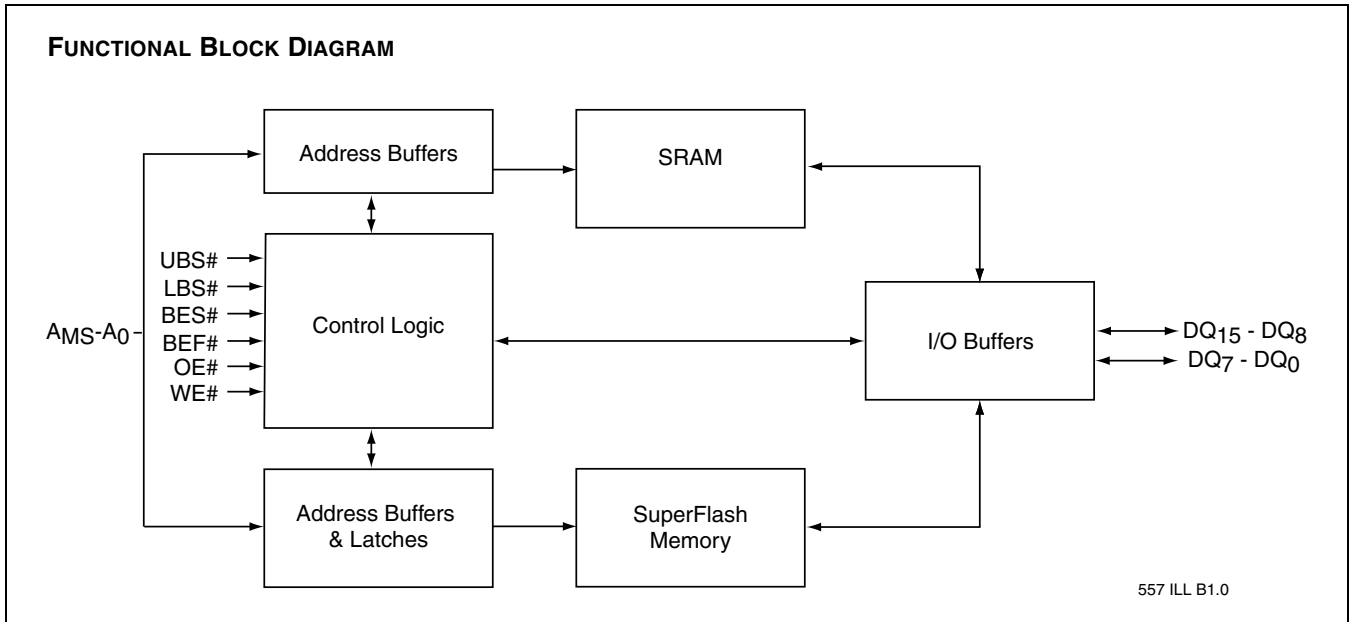 FUNCTIONAL BLOCK DIAGRAM
Address Buffers
SRAM
UBS#
LBS#
BES#
BEF#
OE#
WE#
AMS-A0
Control Logic
I/O Buffers
DQ15 - DQ8
DQ7 - DQ0
Address Buffers
& Latches
SuperFlash
Memory
557 ILL B1.0